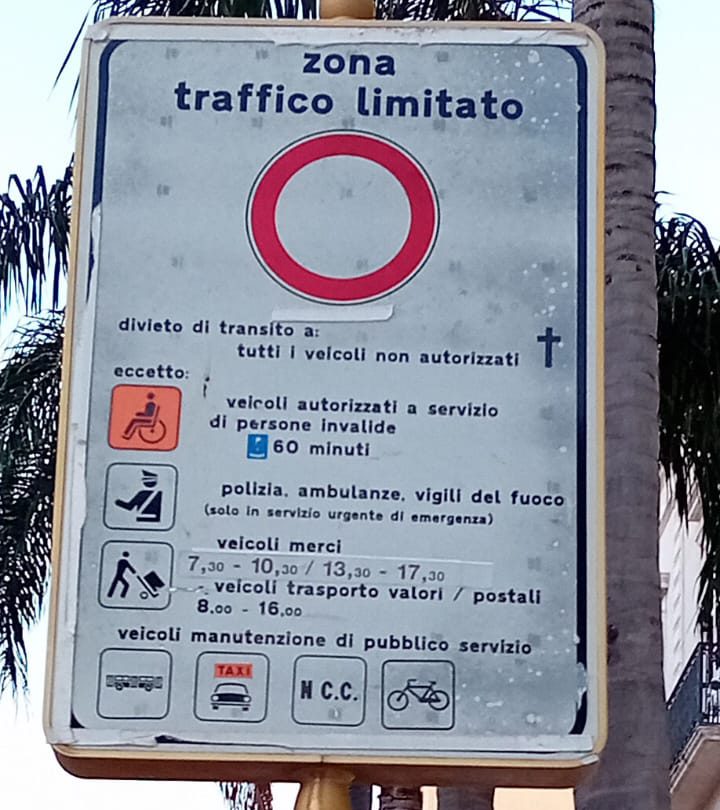 zona
traffico limitato
divieto di transito a:
tutti i veicoli non autorizzati
eccetto:
veicoli autorizzati a servizio
di persone invalide
60 minuti
polizia, ambulanze, vigili del fuoco
(solo in servizio urgente di emergenza)
veicoli merci
7,30 - 10,30 / 13,30 - 17,30
veicoli trasporto valori / postali
8.00 - 16.00
veicoli manutenzione di pubblico servizio
TAXI
N C.C.